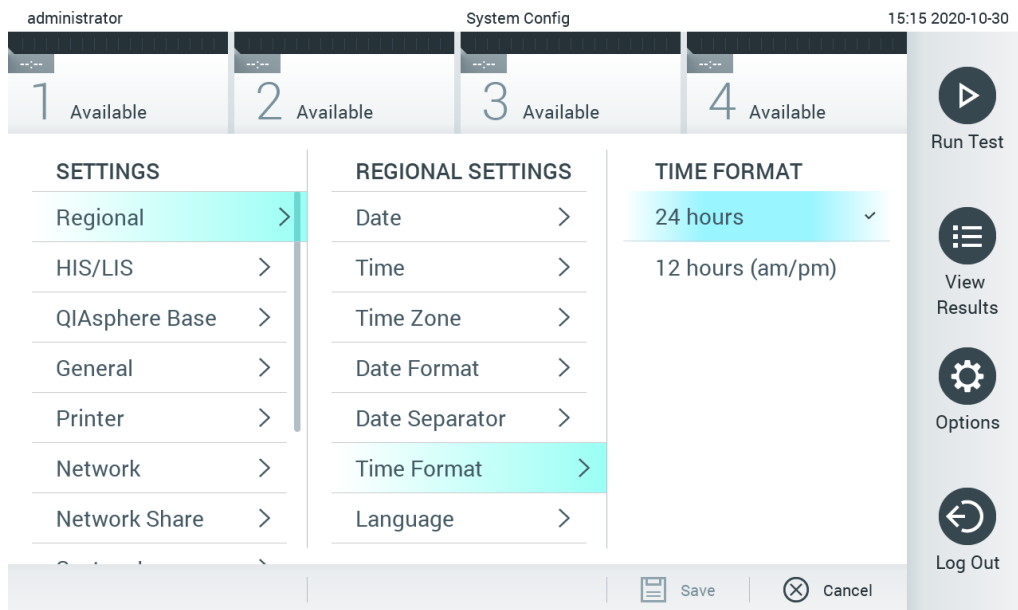 administrator System Config 15:15 2020-10-30
--:-- --:-- --:-- --:--
1 Available 2 Available 3 Available 4 Available
Run Test
SETTINGS
Regional
HIS/LIS
QIAsphere Base
General
Printer
Network
Network Share
REGIONAL SETTINGS
Date
Time
Time Zone
Date Format
Date Separator
Time Format
Language
TIME FORMAT
24 hours
12 hours (am/pm)
View
Results
Options
Log Out
Save Cancel